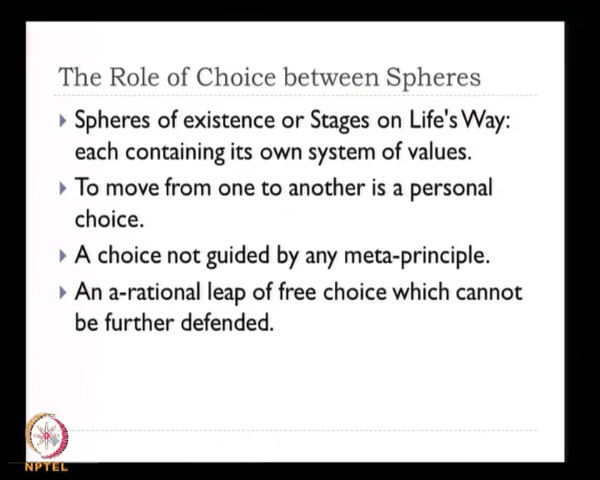 The Role of Choice between Spheres
Spheres of existence or Stages on Life's Way:
each containing its own system of values.
To move from one to another is a personal
choice.
A choice not guided by any meta-principle.
An a-rational leap of free choice which cannot
be further defended.
NPTEL